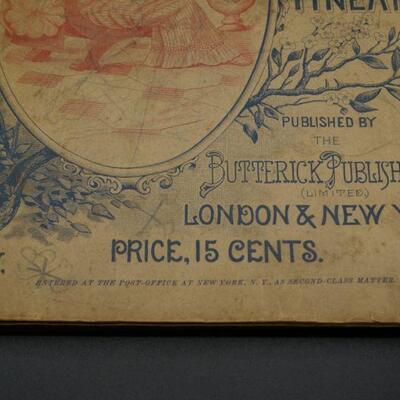 PUBLISHED BY
THE
BUTTERICK PUBLISH
(LIMITED.)
LONDON & NEW Y
PRICE, 15 CENTS.
ENTERED AT THE POST-OFFICE AT NEW YORK, N. Y., AS SECOND-CLASS MATTER.